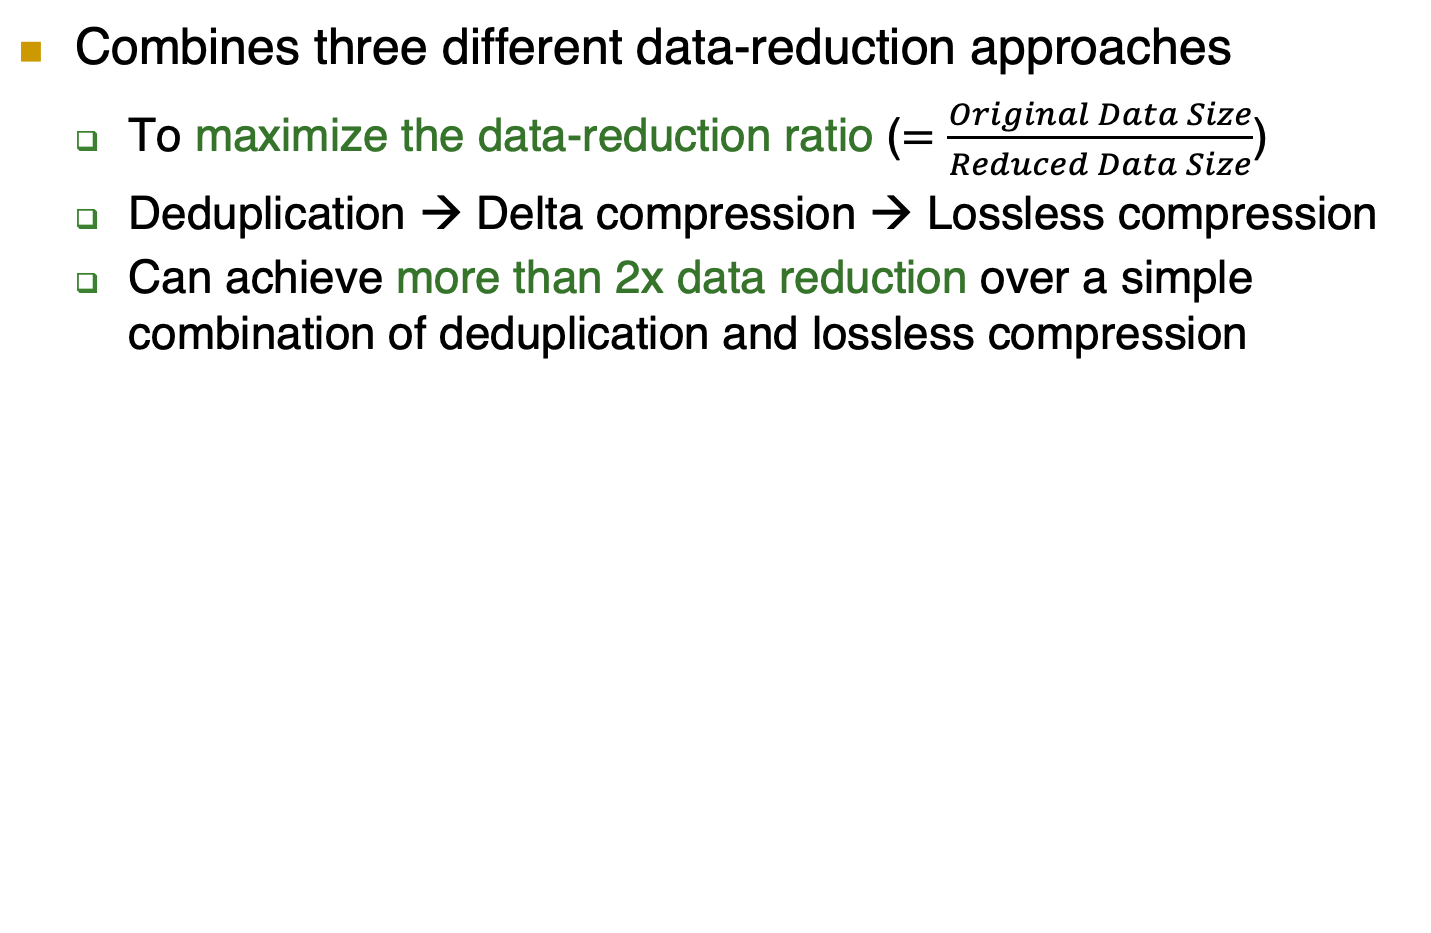 Combines three different data-reduction approaches
To maximize the data-reduction ratio (= Original Data Size / Reduced Data Size)
Deduplication → Delta compression → Lossless compression
Can achieve more than 2x data reduction over a simple
combination of deduplication and lossless compression